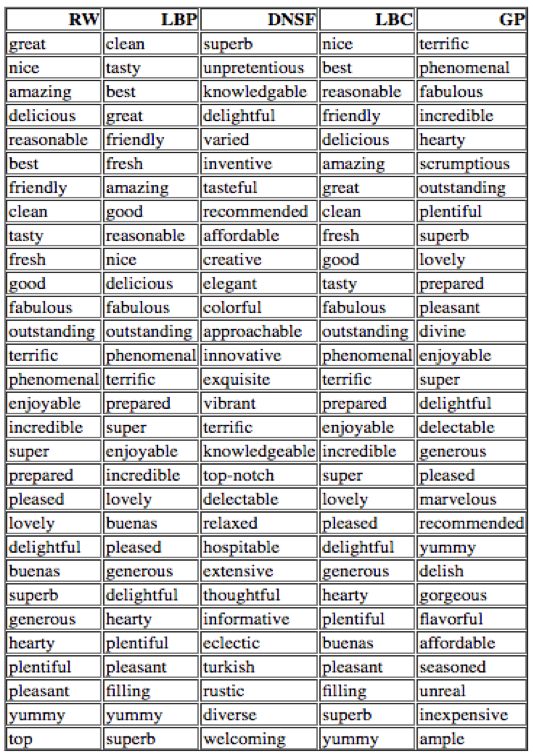 RW LBP DNSF LBC GP
great clean superb nice terrific
nice tasty unpretentious best phenomenal
amazing best knowledgable reasonable fabulous
delicious great delightful friendly incredible
reasonable friendly varied delicious hearty
best fresh inventive amazing scrumptious
friendly amazing tasteful great outstanding
clean good recommended clean plentiful
tasty reasonable affordable fresh superb
fresh nice creative good lovely
good delicious elegant tasty prepared
fabulous fabulous colorful fabulous pleasant
outstanding outstanding approachable outstanding divine
terrific phenomenal innovative phenomenal enjoyable
phenomenal terrific exquisite terrific super
enjoyable prepared vibrant prepared delightful
incredible super terrific enjoyable delectable
super enjoyable knowledgeable incredible generous
prepared incredible top-notch super pleased
pleased lovely delectable lovely marvelous
lovely buenas relaxed pleased recommended
delightful pleased hospitable delightful yummy
buenas generous extensive generous delish
superb delightful thoughtful hearty gorgeous
generous hearty informative plentiful flavorful
hearty plentiful eclectic buenas affordable
plentiful pleasant turkish pleasant seasoned
pleasant filling rustic filling unreal
yummy yummy diverse superb inexpensive
top superb welcoming yummy ample